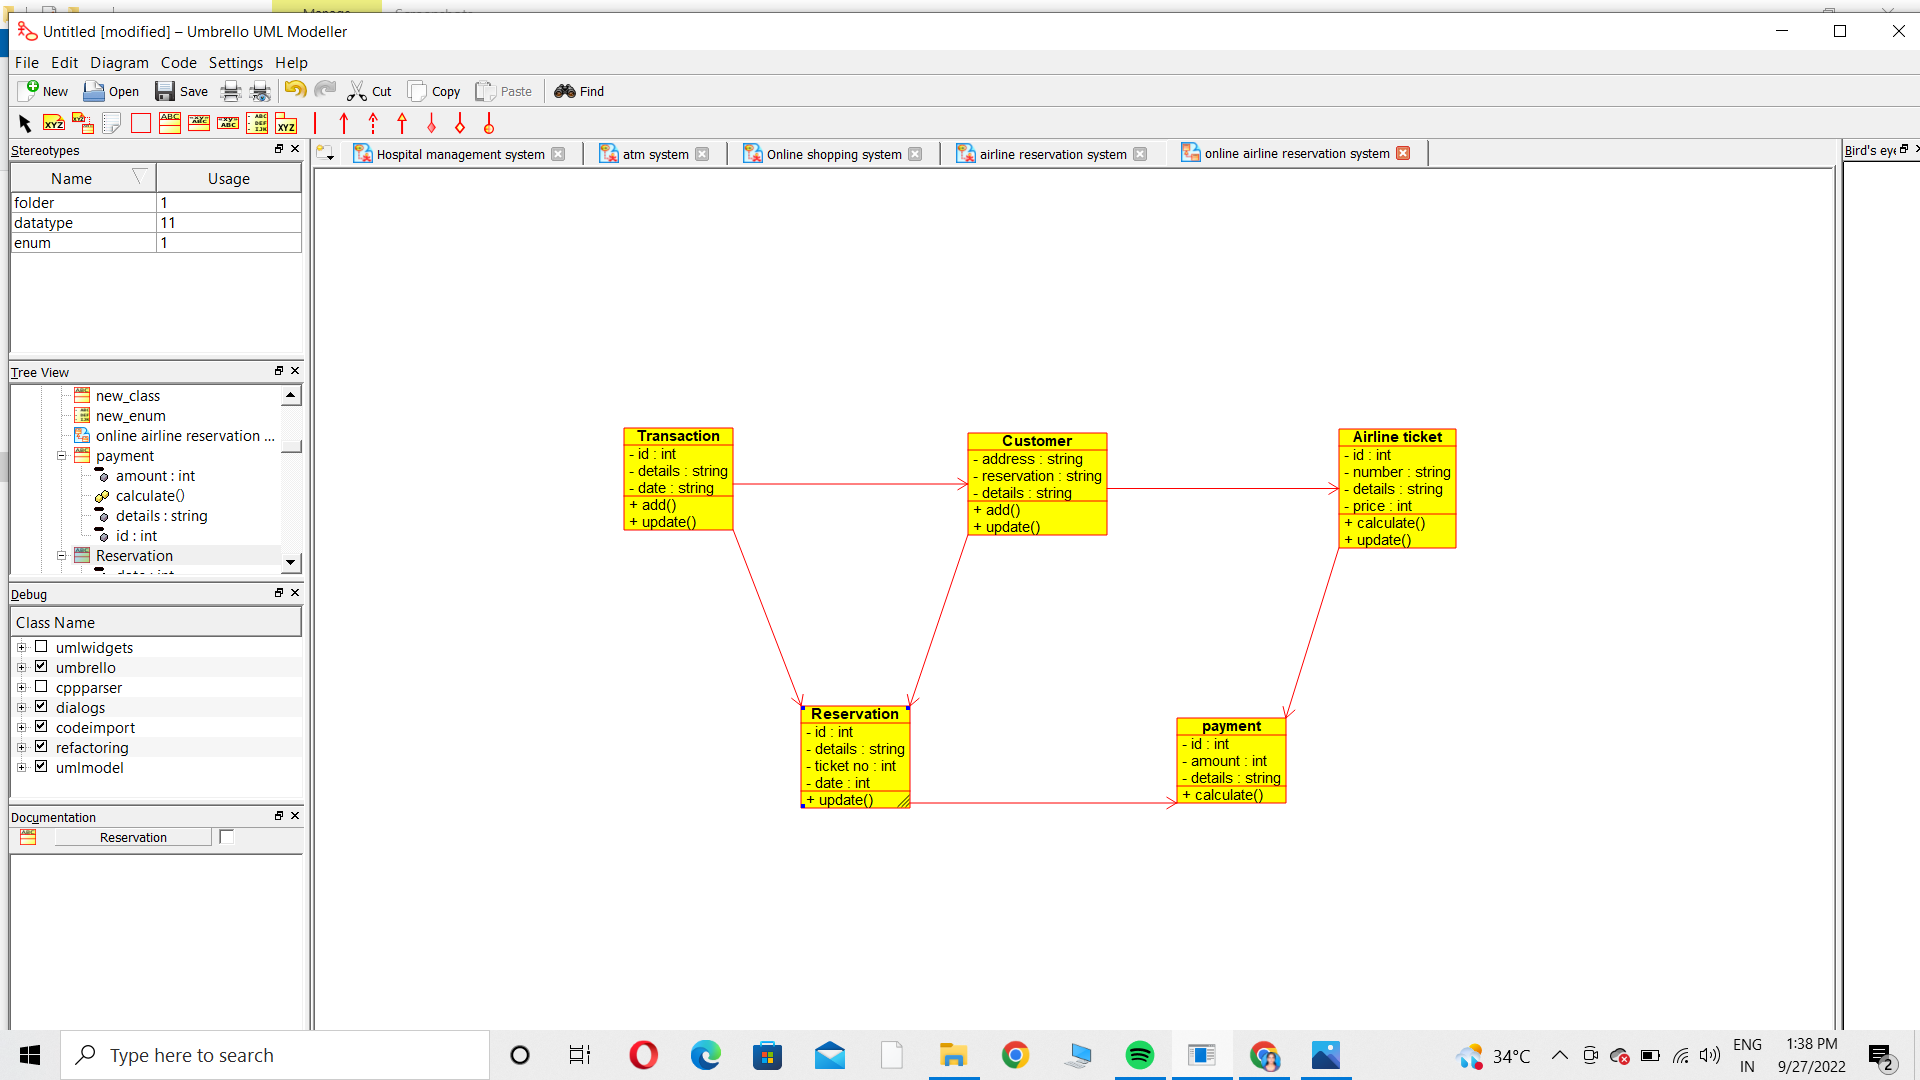 Untitled [modified] – Umbrello UML Modeller
File Edit Diagram Code Settings Help
New Open Save Cut Copy Paste Find
Stereotypes
Name Usage
folder 1
datatype 11
enum 1
Tree View
new_class
new_enum
online airline reservation ...
payment
amount : int
calculate()
details : string
id : int
Reservation
Debug
Class Name
umlwidgets
umbrello
cppparser
dialogs
codeimport
refactoring
umlmodel
Documentation
Reservation
Hospital management system
atm system
Online shopping system
airline reservation system
online airline reservation system
Bird's eye
Transaction
- id : int
- details : string
- date : string
+ add()
+ update()
Customer
- address : string
- reservation : string
- details : string
+ add()
+ update()
Airline ticket
- id : int
- number : string
- details : string
- price : int
+ calculate()
+ update()
Reservation
- id : int
- details : string
- ticket no : int
- date : int
+ update()
payment
- id : int
- amount : int
- details : string
+ calculate()
Type here to search
34°C
ENG
IN
1:38 PM
9/27/2022
2